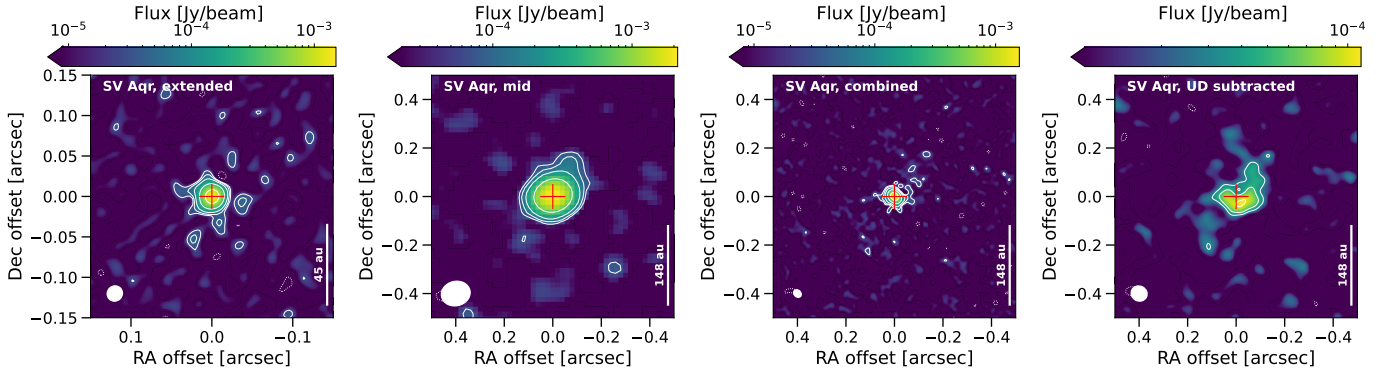 Flux [Jy/beam]
10⁻⁵ 10⁻⁴ 10⁻³
SV Aqr, extended
0.15
0.10
0.05
0.00
−0.05
−0.10
−0.15
Dec offset [arcsec]
45 au
0.1 0.0 −0.1
RA offset [arcsec]
Flux [Jy/beam]
10⁻⁴ 10⁻³
SV Aqr, mid
0.4
0.2
0.0
−0.2
−0.4
Dec offset [arcsec]
148 au
0.4 0.2 0.0 −0.2 −0.4
RA offset [arcsec]
Flux [Jy/beam]
10⁻⁵ 10⁻⁴ 10⁻³
SV Aqr, combined
0.4
0.2
0.0
−0.2
−0.4
Dec offset [arcsec]
148 au
0.4 0.2 0.0 −0.2 −0.4
RA offset [arcsec]
Flux [Jy/beam]
10⁻⁴
SV Aqr, UD subtracted
0.4
0.2
0.0
−0.2
−0.4
Dec offset [arcsec]
148 au
0.4 0.2 0.0 −0.2 −0.4
RA offset [arcsec]